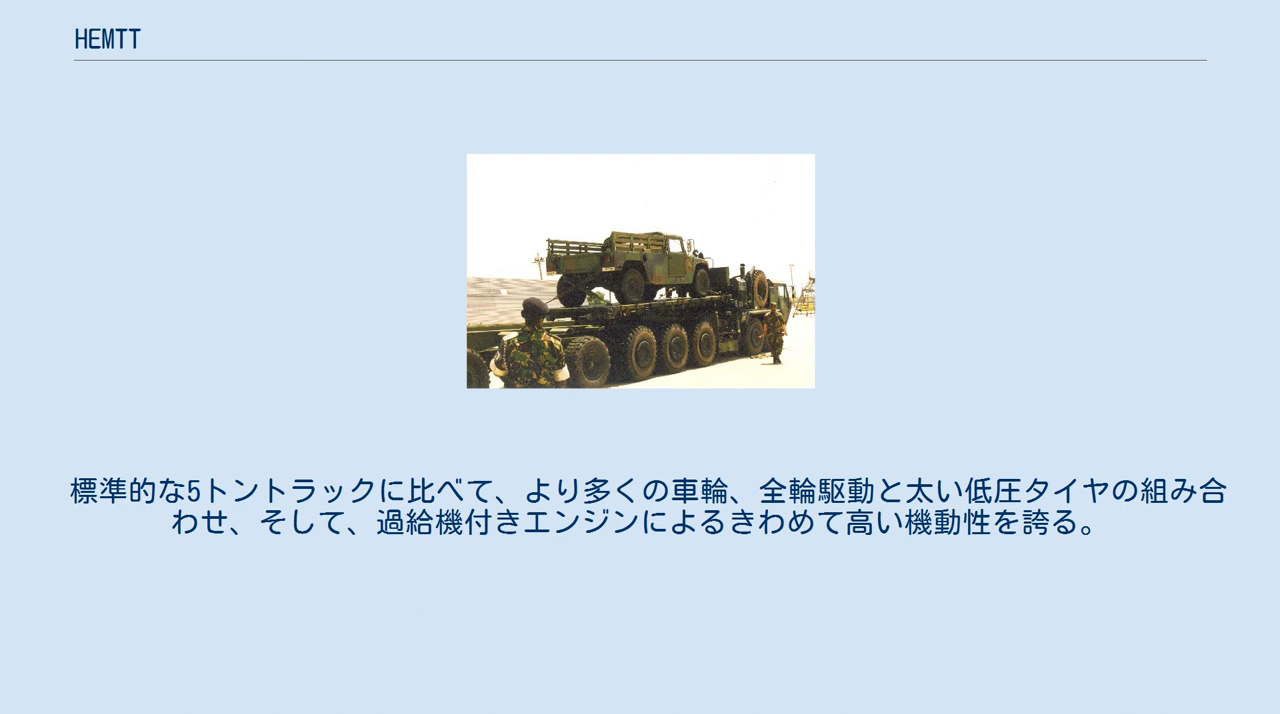 HEMTT
標準的な5トントラックに比べて、より多くの車輪、全輪駆動と太い低圧タイヤの組み合
わせ、そして、過給機付きエンジンによるきわめて高い機動性を誇る。